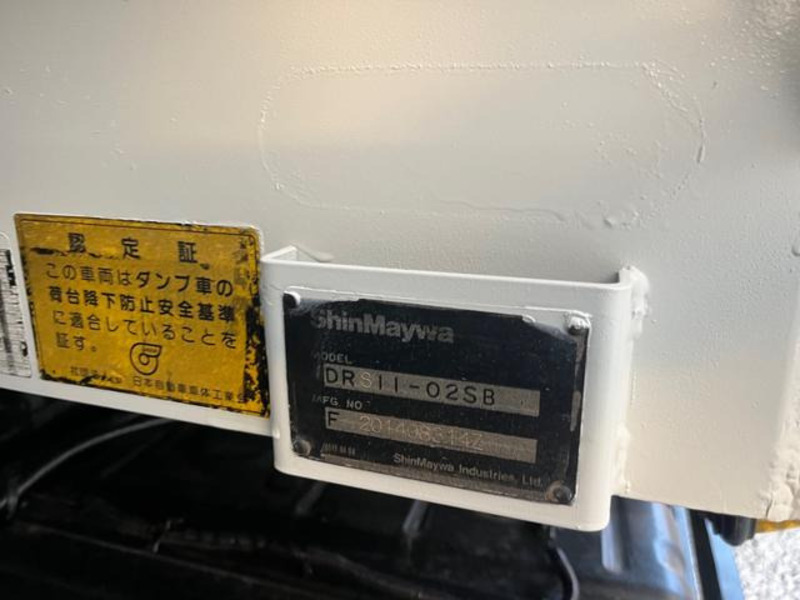 認定証
この車両はダンプ車の
荷台降下防止安全基準
に適合していることを
証す。
日本自動車車体工業会
ShinMaywa
MODEL
DRS11-02SB
MFG NO
ShinMaywa Industries, Ltd.